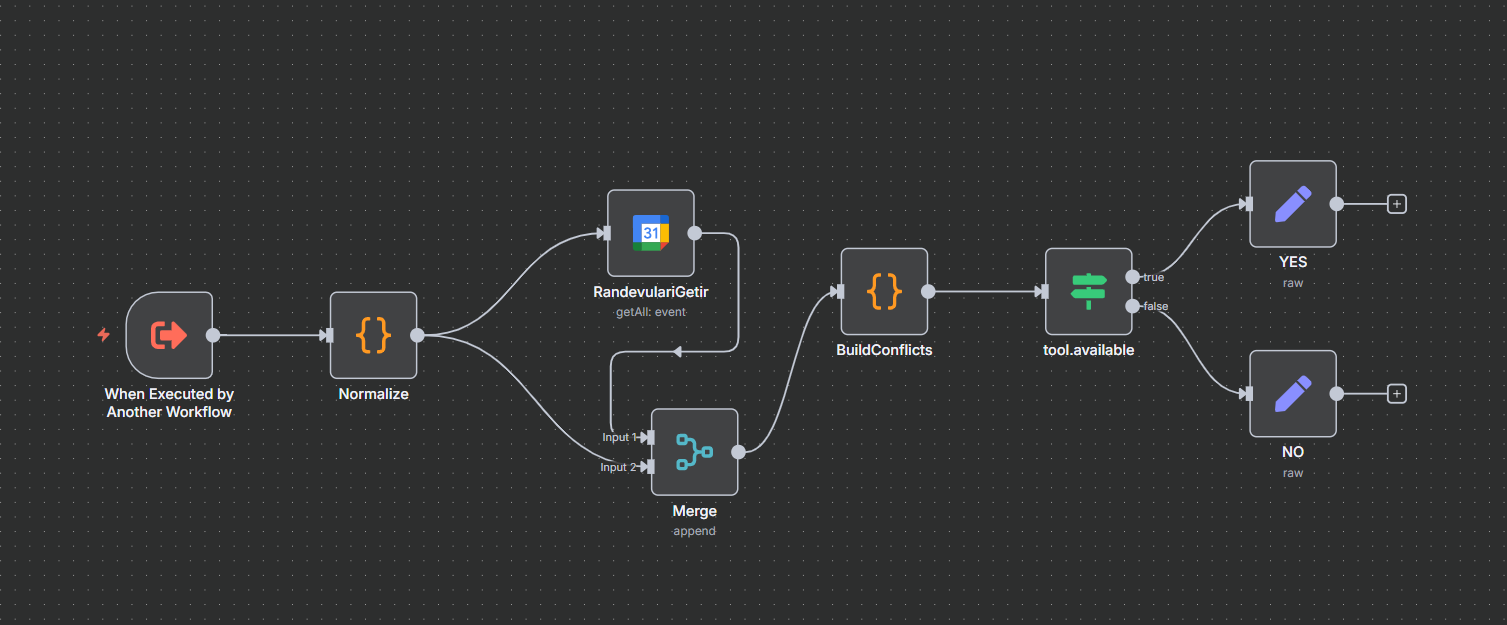 When Executed by
Another Workflow
Normalize
31
RandevulariGetir
getAll: event
Input 1
Input 2
Merge
append
BuildConflicts
tool.available
true
false
YES
raw
NO
raw